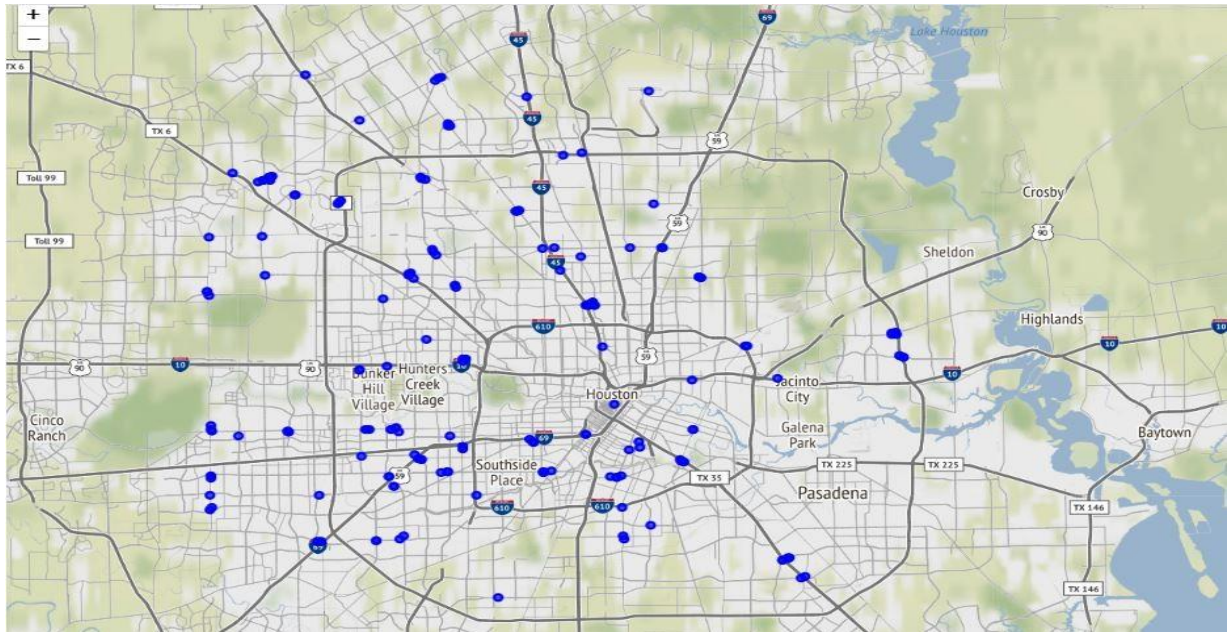 +
−
69
Lake Houston
45
TX 6
45
TX 6
59
Toll 99
45
Crosby
59
Toll 99
90
Sheldon
45
Highlands
610
10
59
90
10
90
10
10
Bunker
Hill
Village
Hunters
Creek
Village
Houston
Jacinto
City
Cinco
Ranch
69
Galena
Park
Baytown
Southside
Place
59
TX 225
TX 225
TX 35
Pasadena
610
610
TX 146
69
TX 146